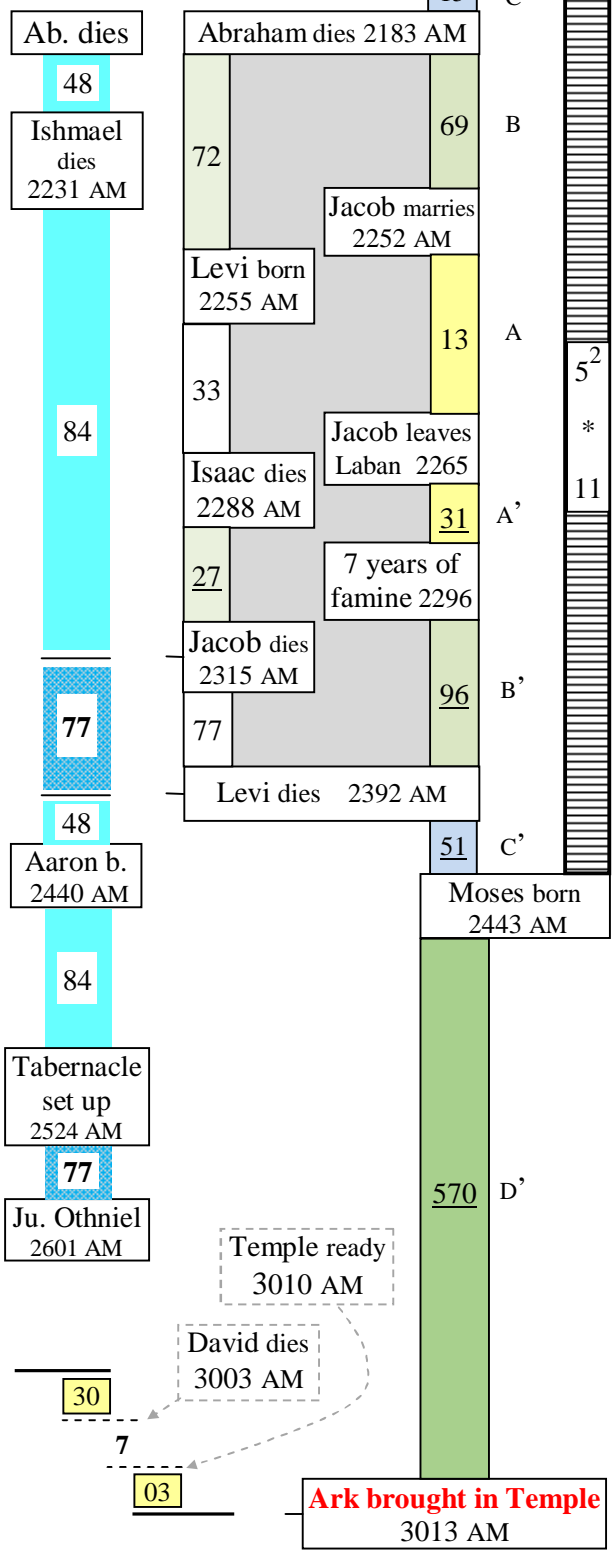 Ab. dies
48
Ishmael
dies
2231 AM
84
77
48
Aaron b.
2440 AM
84
Tabernacle
set up
2524 AM
77
Ju. Othniel
2601 AM
Abraham dies 2183 AM
72
Levi born
2255 AM
33
Isaac dies
2288 AM
27
Jacob dies
2315 AM
77
Levi dies 2392 AM
69
B
Jacob marries
2252 AM
13
A
Jacob leaves
Laban 2265
31
A’
7 years of
famine 2296
96
B’
51
C’
5²
*
11
Moses born
2443 AM
570
D’
Temple ready
3010 AM
David dies
3003 AM
30
7
03
Ark brought in Temple
3013 AM